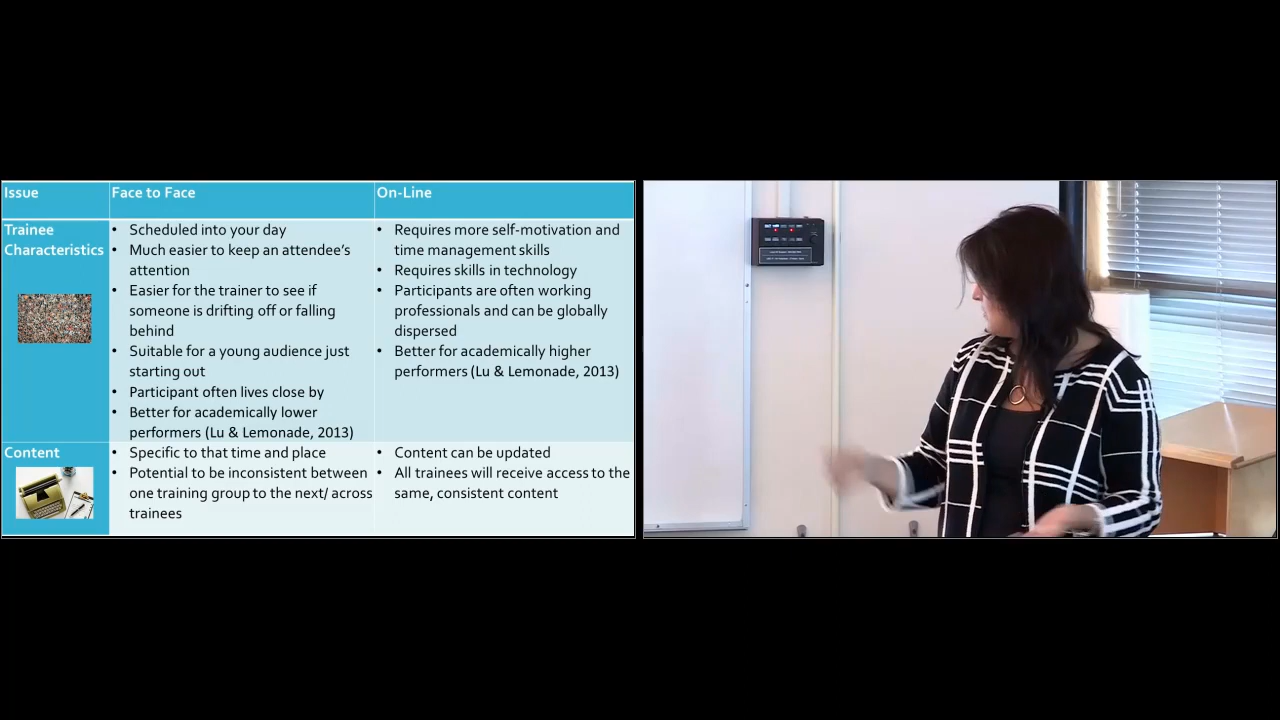 Issue
Face to Face
On-Line
Trainee
Characteristics
• Scheduled into your day
• Much easier to keep an attendee's
attention
• Easier for the trainer to see if
someone is drifting off or falling
behind
• Suitable for a young audience just
starting out
• Participant often lives close by
• Better for academically lower
performers (Lu & Lemonade, 2013)
• Requires more self-motivation and
time management skills
• Requires skills in technology
• Participants are often working
professionals and can be globally
dispersed
• Better for academically higher
performers (Lu & Lemonade, 2013)
Content
• Specific to that time and place
• Potential to be inconsistent between
one training group to the next/ across
trainees
• Content can be updated
• All trainees will receive access to the
same, consistent content